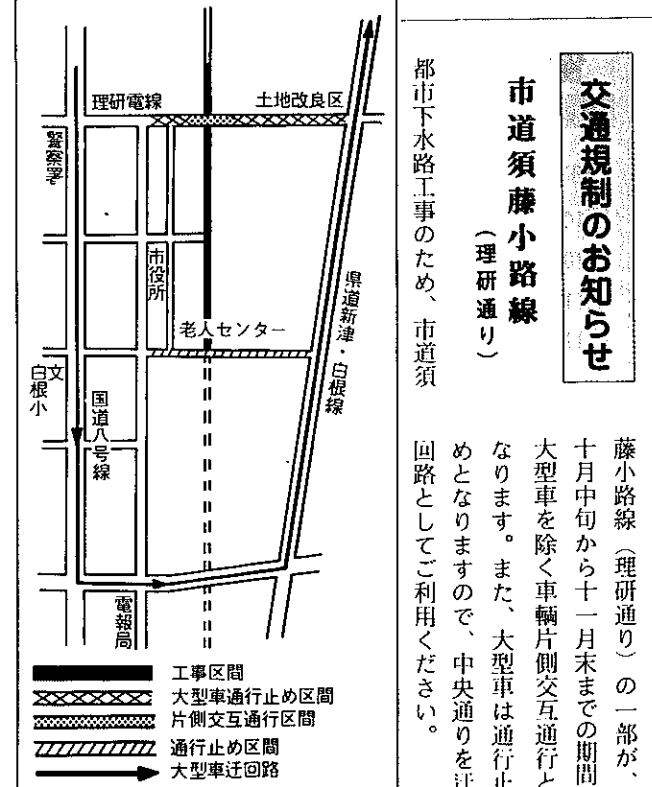 交通規制のお知らせ
市道須藤小路線
（理研通り）
都市下水路工事のため、市道須
藤小路線（理研通り）の一部が、
十月中旬から十一月末までの期間
大型車を除く車輌片側交互通行と
なります。また、大型車は通行止
めとなりますので、中央通りを迂
回路としてご利用ください。
理研電線
土地改良区
警察署
市役所
老人センター
県道新津・白根線
文
白根小
国道八号線
電報局
工事区間
大型車通行止め区間
片側交互通行区間
通行止め区間
大型車迂回路